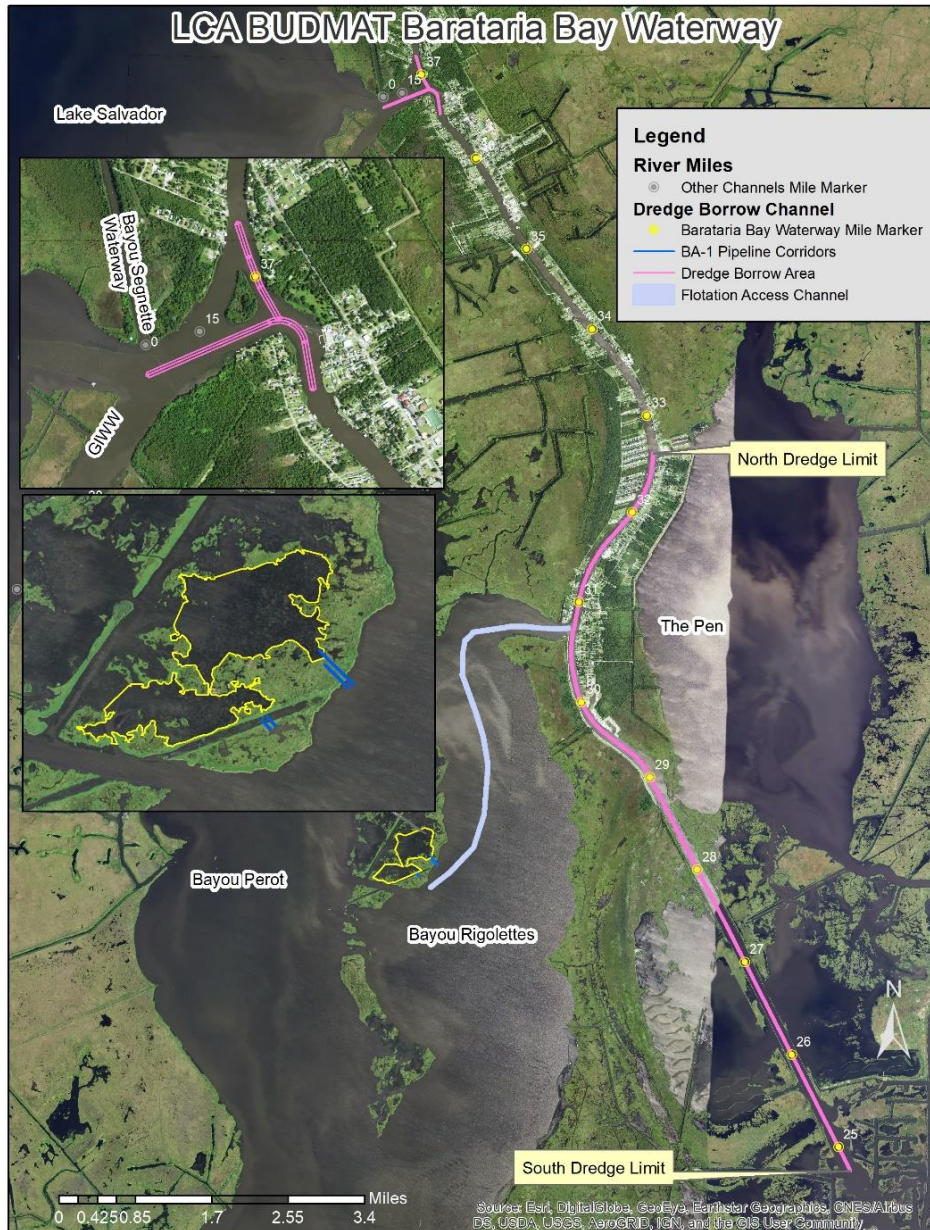 LCA BUDMAT Barataria Bay Waterway
37
0
15
Lake Salvador
Legend
River Miles
Other Channels Mile Marker
Dredge Borrow Channel
Barataria Bay Waterway Mile Marker
BA-1 Pipeline Corridors
Dredge Borrow Area
Flotation Access Channel
35
34
33
North Dredge Limit
Bayou Segnette
Waterway
37
15
0
GIWW
The Pen
30
29
28
27
26
25
Bayou Perot
Bayou Rigolettes
N
South Dredge Limit
Miles
0 0.425 0.85 1.7 2.55 3.4
Source: Esri, DigitalGlobe, GeoEye, Earthstar Geographics, CNES/Airbus
DS, USDA, USGS, AeroGRID, IGN, and the GIS User Community